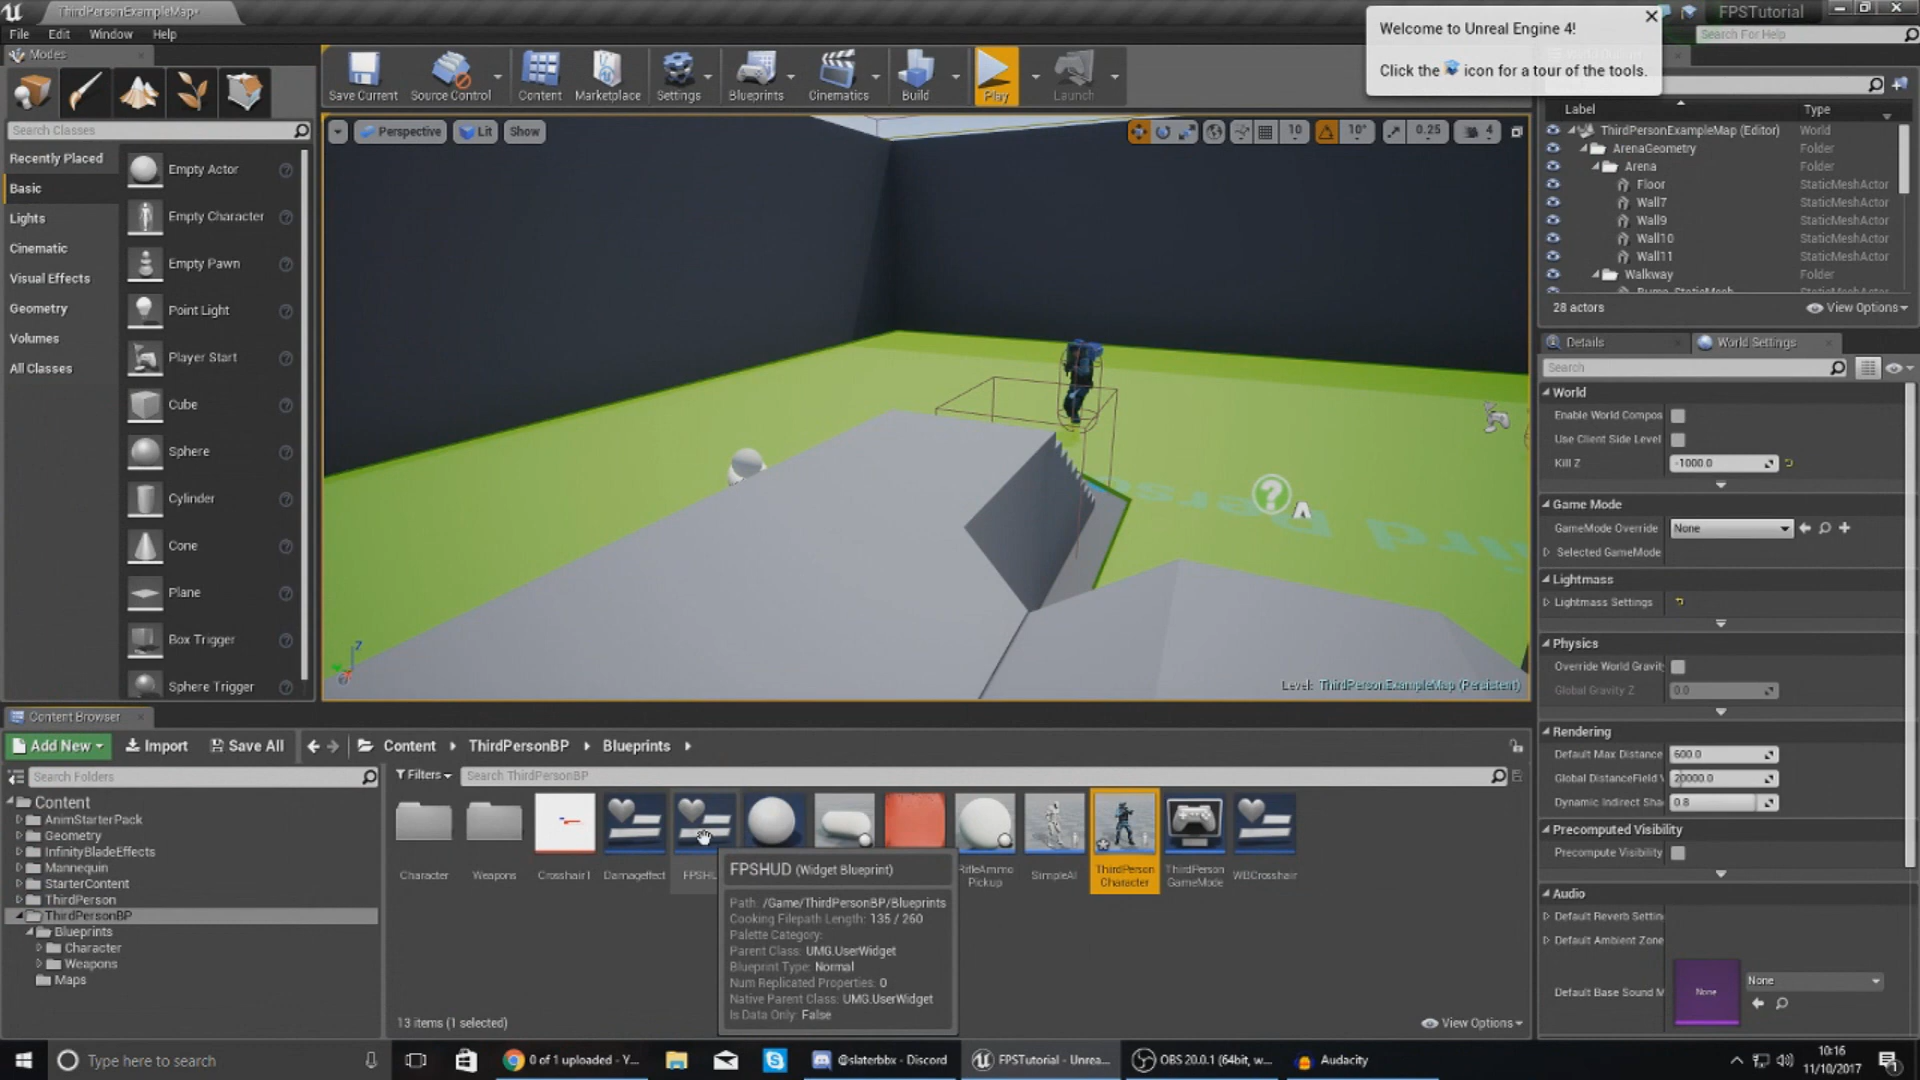 ThirdPersonExampleMap*
FPSTutorial
File Edit Window Help
Search For Help
Welcome to Unreal Engine 4!
Click the icon for a tour of the tools.
Modes
Save Current
Source Control
Content
Marketplace
Settings
Blueprints
Cinematics
Build
Play
Launch
Search Classes
Recently Placed
Basic
Lights
Cinematic
Visual Effects
Geometry
Volumes
All Classes
Empty Actor
Empty Character
Empty Pawn
Point Light
Player Start
Cube
Sphere
Cylinder
Cone
Plane
Box Trigger
Sphere Trigger
Perspective
Lit
Show
10
10°
0.25
4
Level: ThirdPersonExampleMap (Persistent)
Label Type
ThirdPersonExampleMap (Editor) World
ArenaGeometry Folder
Arena Folder
Floor StaticMeshActor
Wall7 StaticMeshActor
Wall9 StaticMeshActor
Wall10 StaticMeshActor
Wall11 StaticMeshActor
Walkway Folder
28 actors
View Options
Details
World Settings
Search
World
Enable World Compos
Use Client Side Level
Kill Z -1000.0
Game Mode
GameMode Override None
Selected GameMode
Lightmass
Lightmass Settings
Physics
Override World Gravit
Global Gravity Z 0.0
Rendering
Default Max Distance 600.0
Global DistanceField V 20000.0
Dynamic Indirect Sha 0.8
Precomputed Visibility
Precompute Visibility
Audio
Default Reverb Settin
Default Ambient Zone
Default Base Sound M None None
Content Browser
Add New Import Save All Content ThirdPersonBP Blueprints
Search Folders
Filters Search ThirdPersonBP
Content
AnimStarterPack
Geometry
InfinityBladeEffects
Mannequin
StarterContent
ThirdPerson
ThirdPersonBP
Blueprints
Character
Weapons
Maps
Character
Weapons
Crosshair1
Damageffect
FPSHU
RifleAmmo
Pickup
SimpleAI
ThirdPerson
Character
ThirdPerson
GameMode
WBCrosshair
FPSHUD (Widget Blueprint)
Path: /Game/ThirdPersonBP/Blueprints
Cooking Filepath Length: 135 / 260
Palette Category:
Parent Class: UMG.UserWidget
Blueprint Type: Normal
Num Replicated Properties: 0
Native Parent Class: UMG.UserWidget
Is Data Only: False
13 items (1 selected)
View Options
Type here to search
0 of 1 uploaded - Y...
@slaterbbx - Discord
FPSTutorial - Unrea...
OBS 20.0.1 (64bit, w...
Audacity
10:16
11/10/2017
1